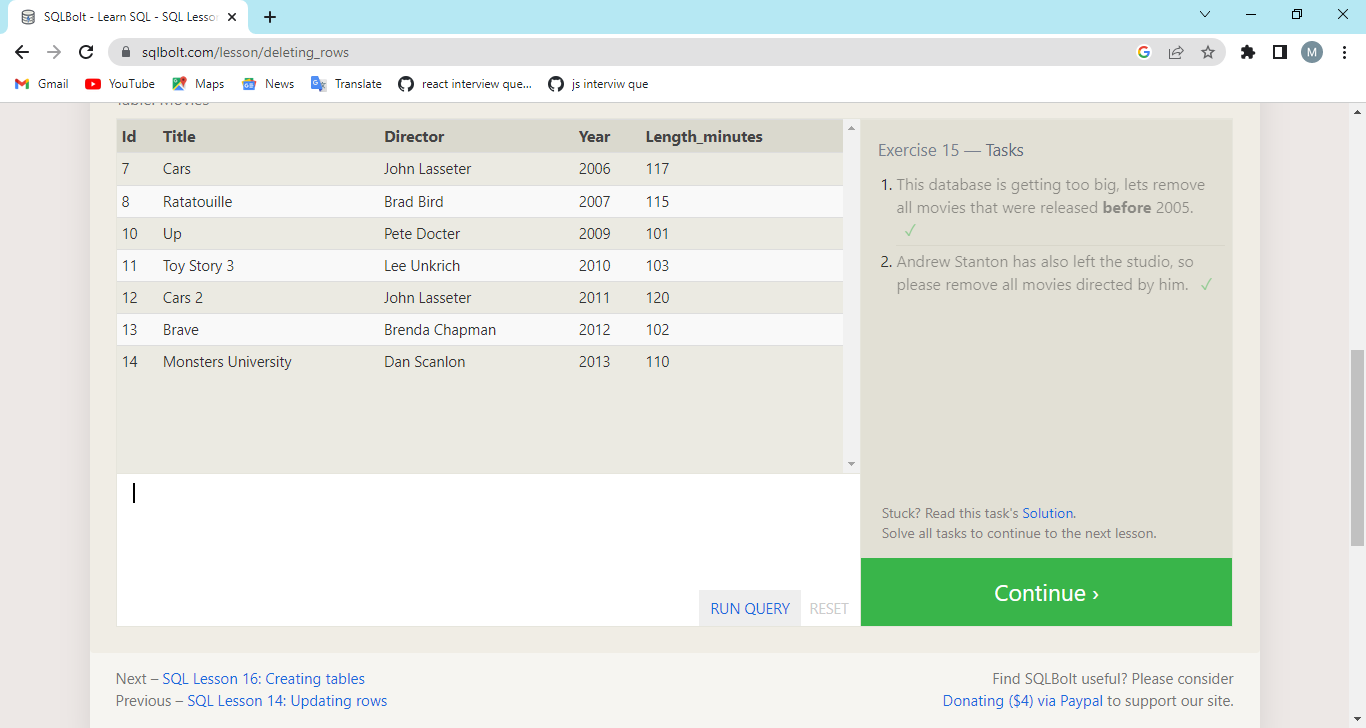 SQLBolt - Learn SQL - SQL Lesson
sqlbolt.com/lesson/deleting_rows
M
Gmail
YouTube
Maps
News
Translate
react interview que...
js interviw que
Table: Movies
Id Title Director Year Length_minutes
7 Cars John Lasseter 2006 117
8 Ratatouille Brad Bird 2007 115
10 Up Pete Docter 2009 101
11 Toy Story 3 Lee Unkrich 2010 103
12 Cars 2 John Lasseter 2011 120
13 Brave Brenda Chapman 2012 102
14 Monsters University Dan Scanlon 2013 110
Exercise 15 — Tasks
1. This database is getting too big, lets remove
all movies that were released before 2005.
✓
2. Andrew Stanton has also left the studio, so
please remove all movies directed by him. ✓
Stuck? Read this task's Solution.
Solve all tasks to continue to the next lesson.
RUN QUERY RESET
Continue ›
Next – SQL Lesson 16: Creating tables
Previous – SQL Lesson 14: Updating rows
Find SQLBolt useful? Please consider
Donating ($4) via Paypal to support our site.